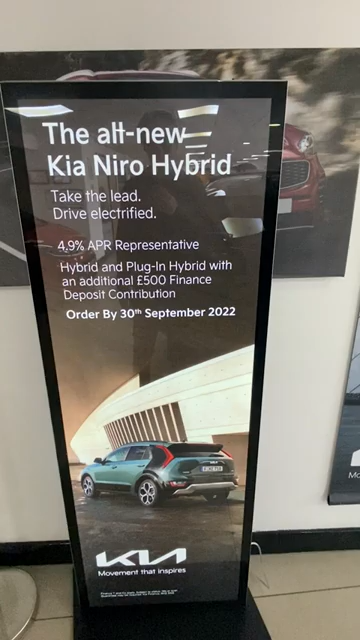 The all-new
Kia Niro Hybrid
Take the lead.
Drive electrified.
4.9% APR Representative
Hybrid and Plug-In Hybrid with
an additional £500 Finance
Deposit Contribution
Order By 30th September 2022
KIA
Movement that inspires